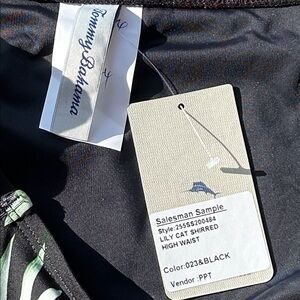 Tommy Bahama
Salesman Sample
Style:255SS200484
LILY CAT SHIRRED
HIGH WAIST
Color:023&BLACK
Vendor :PPT